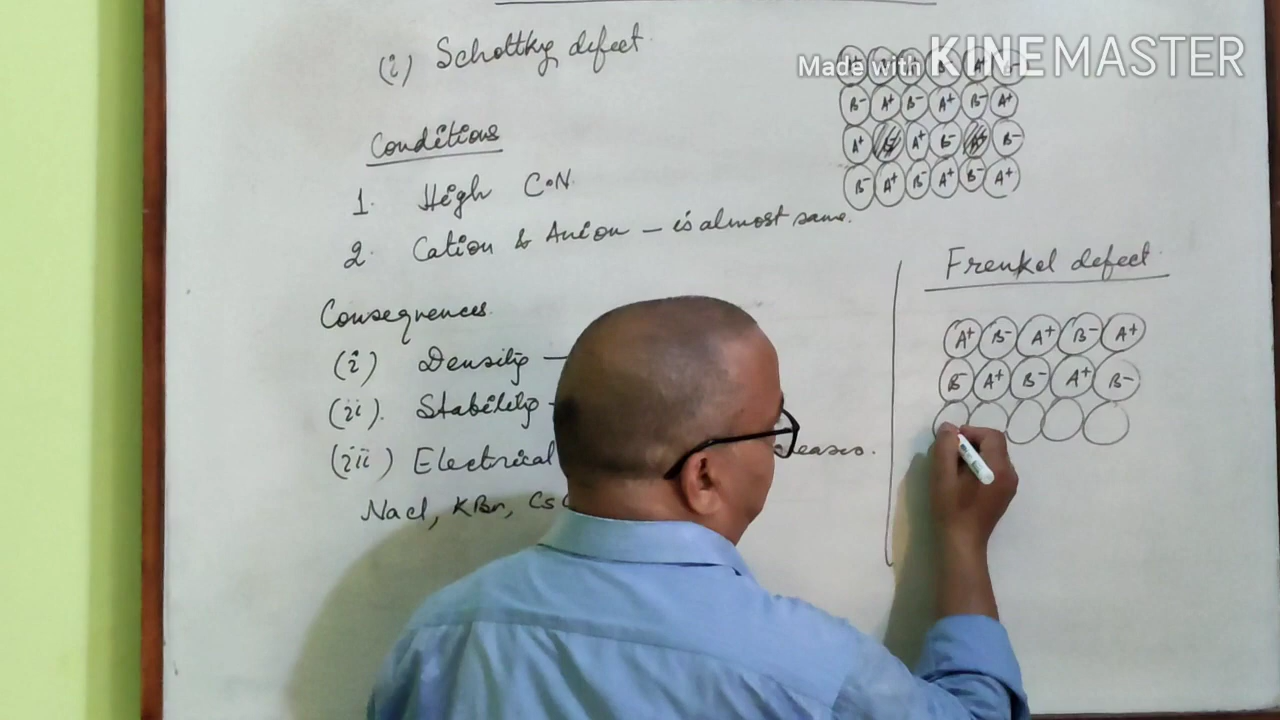 (i) Schottky defect
Made with KINEMASTER
B- A+ B- A+ B- A+
A+ B- A+ B- A+ B-
B- A+ B- A+ B- A+
Conditions
1. High C.N.
2. Cation & Anion – is almost same.
Consequences.
(i) Density –
(ii). Stability -
(iii) Electrical
NaCl, KBr, Cs
Frenkel defect
A+ B- A+ B- A+
B- A+ B- A+ B-